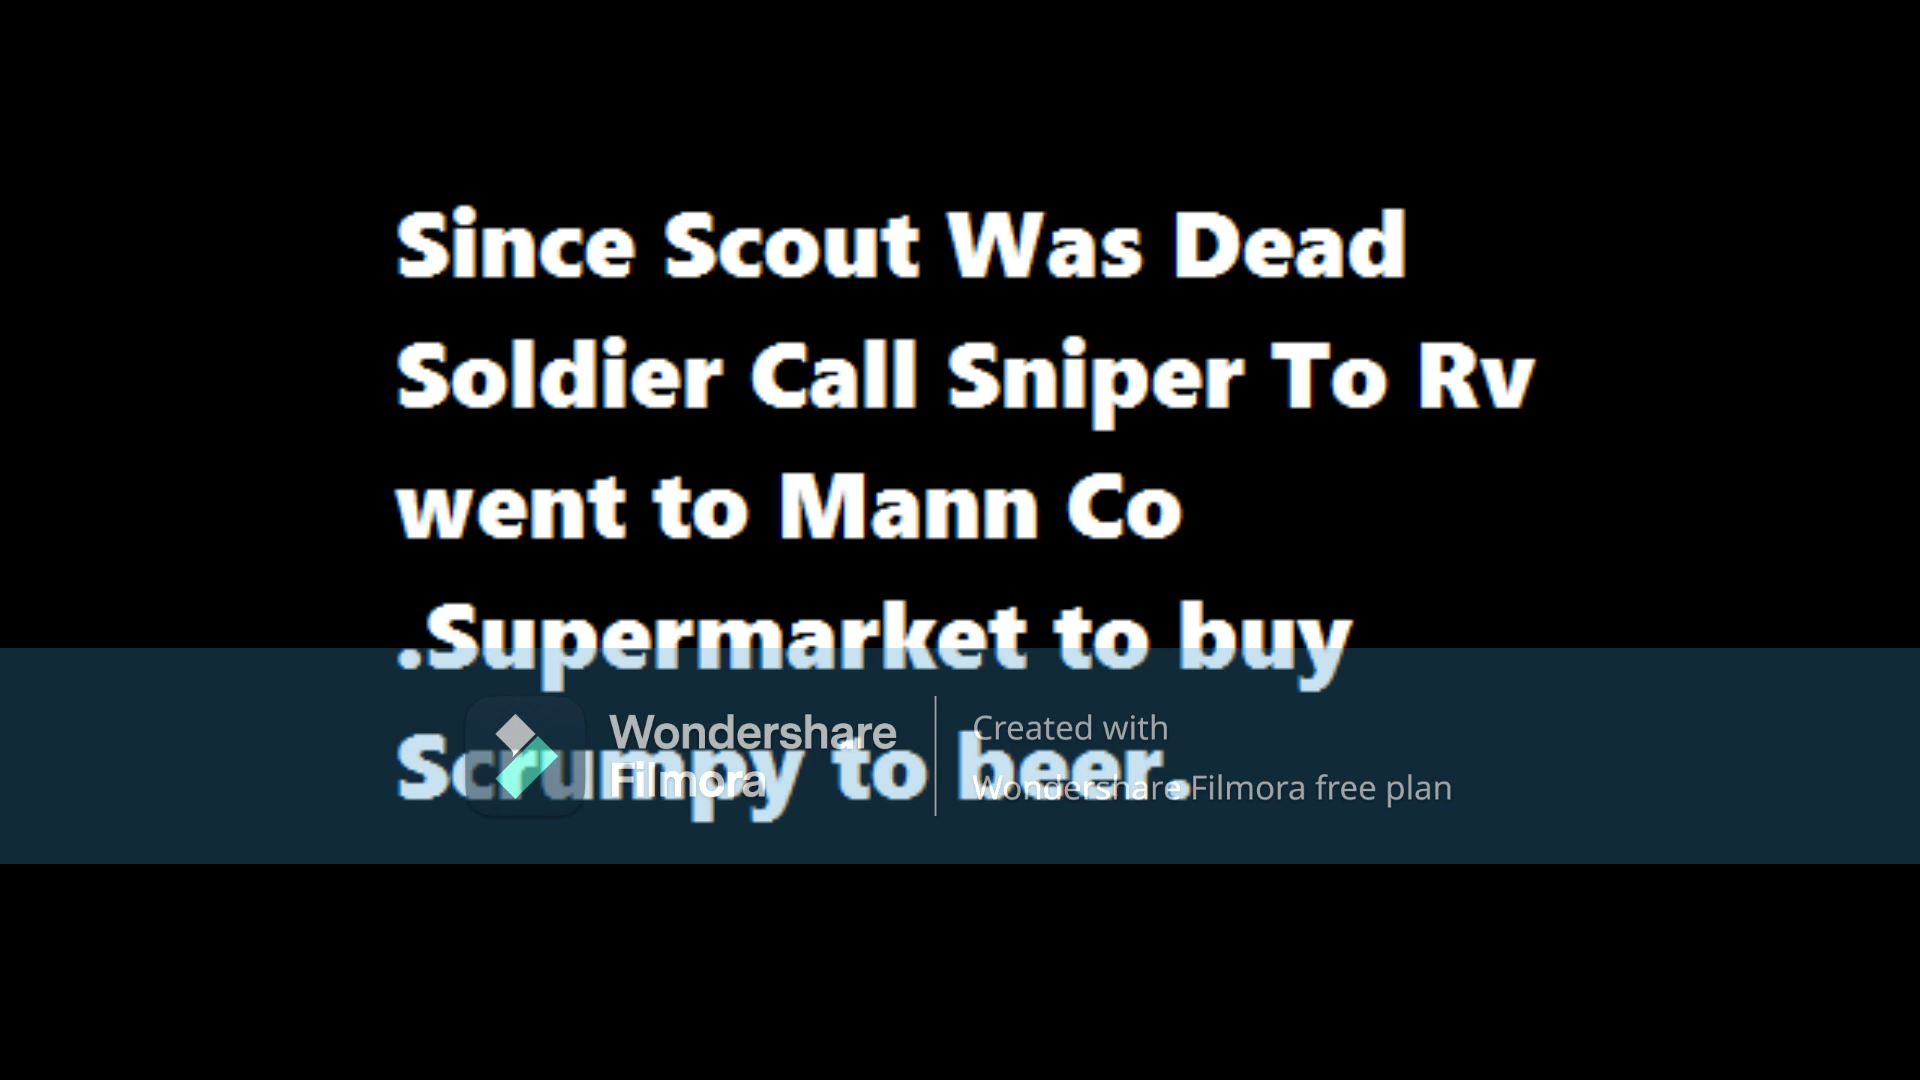 Since Scout Was Dead
Soldier Call Sniper To Rv
went to Mann Co
.Supermarket to buy
Scrumpy to beer.
Wondershare
Filmora
Created with
Wondershare Filmora free plan